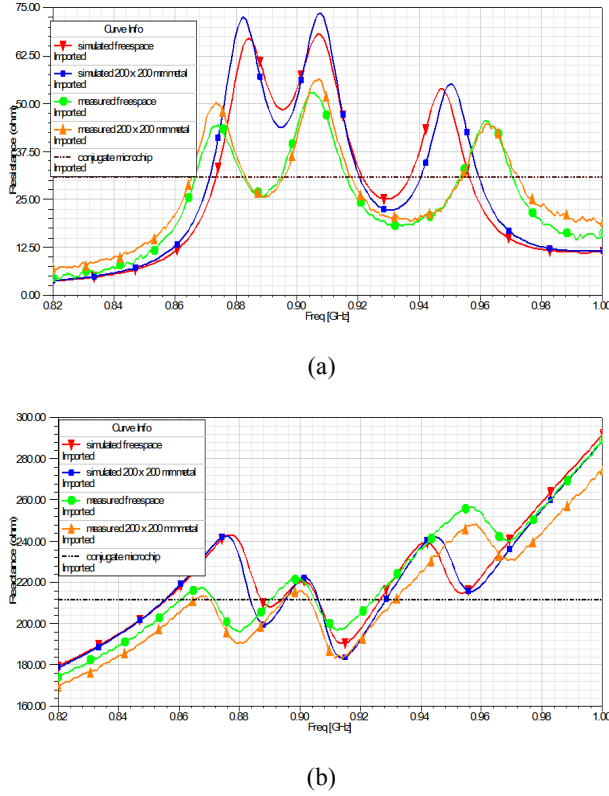 75.00
62.50
50.00
37.50
25.00
12.50
0.00
Resistance (ohm)
Curve Info
simulated freespace
Imported
simulated 200 x 200 mm metal
Imported
measured freespace
Imported
measured 200 x 200 mm metal
Imported
conjugate microchip
Imported
0.82 0.84 0.86 0.88 0.90 0.92 0.94 0.96 0.98 1.00
Freq [GHz]
(a)
300.00
280.00
260.00
240.00
220.00
200.00
180.00
160.00
Reactance (ohm)
Curve Info
simulated freespace
Imported
simulated 200 x 200 mm metal
Imported
measured freespace
Imported
measured 200 x 200 mm metal
Imported
conjugate microchip
Imported
0.82 0.84 0.86 0.88 0.90 0.92 0.94 0.96 0.98 1.00
Freq [GHz]
(b)